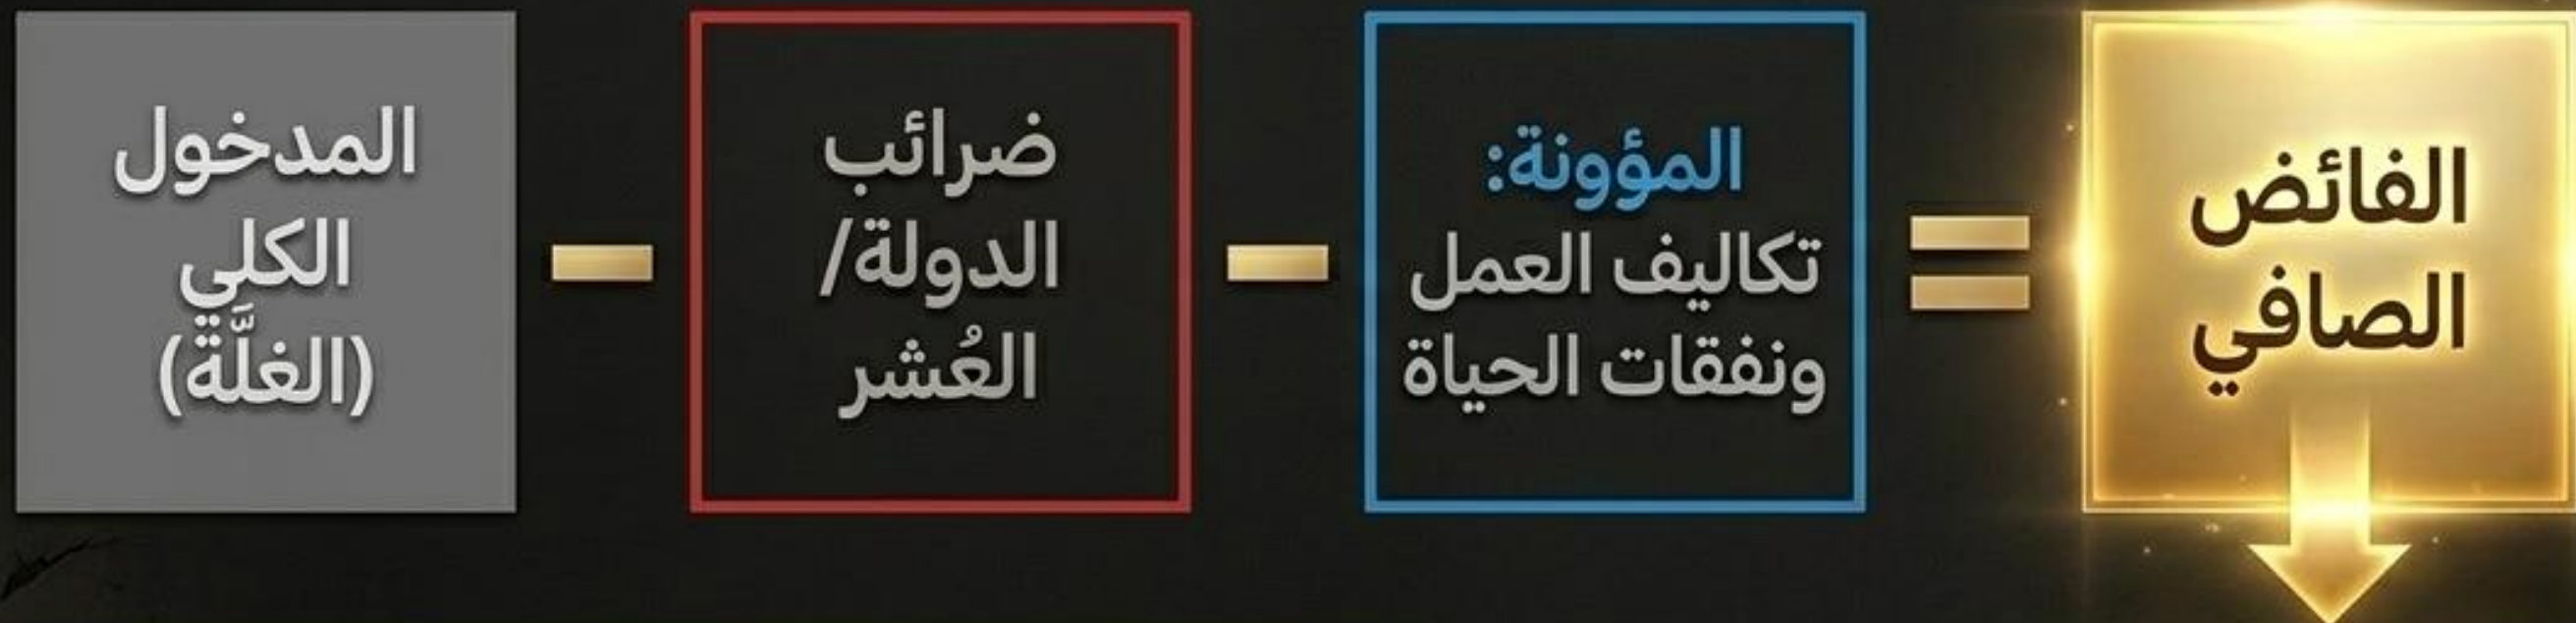 المدخول
الكلي
(الغلَّة)
ضرائب
الدولة/
العُشر
المؤونة:
تكاليف العمل
ونفقات الحياة
الفائض
الصافي